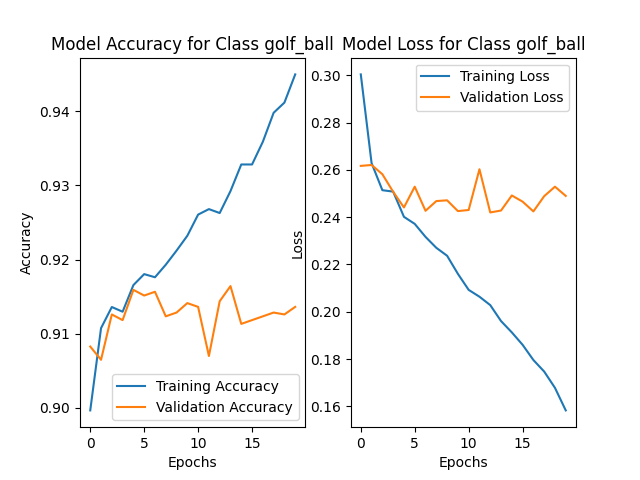 Model Accuracy for Class golf_ball
0.94
0.93
0.92
0.91
0.90
Accuracy
Training Accuracy
Validation Accuracy
0 5 10 15
Epochs
Model Loss for Class golf_ball
0.30
0.28
0.26
0.24
0.22
0.20
0.18
0.16
Loss
Training Loss
Validation Loss
0 5 10 15
Epochs